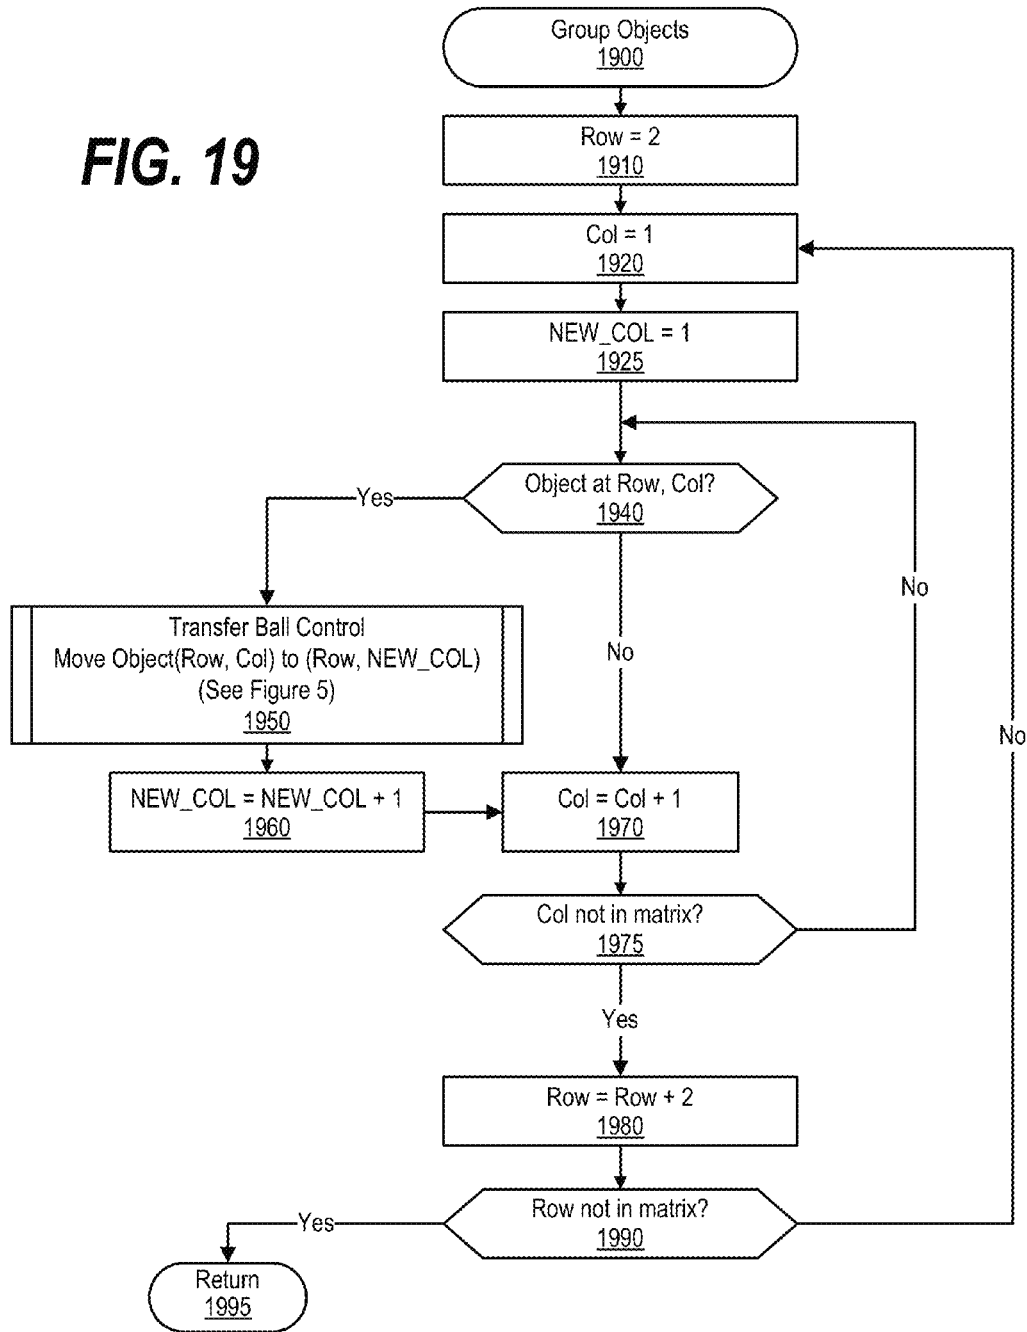 Group Objects
1900
FIG. 19
Row = 2
1910
Col = 1
1920
NEW_COL = 1
1925
Object at Row, Col?
1940
Yes
No
Transfer Ball Control
Move Object(Row, Col) to (Row, NEW_COL)
(See Figure 5)
1950
No
No
NEW_COL = NEW_COL + 1
1960
Col = Col + 1
1970
Col not in matrix?
1975
Yes
Row = Row + 2
1980
Row not in matrix?
1990
Yes
Return
1995